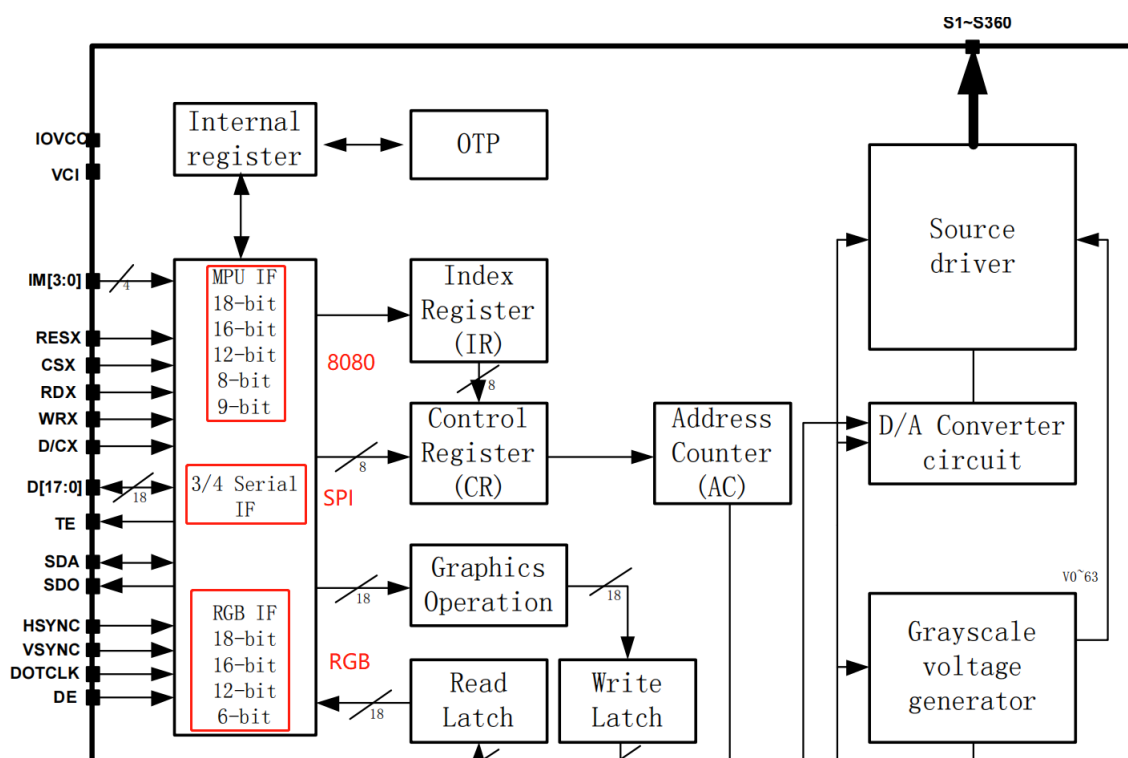 S1~S360
IOVCC
VCI
Internal
register
OTP
Source
driver
IM[3:0]
4
RESX
CSX
RDX
WRX
D/CX
D[17:0]
18
TE
SDA
SDO
HSYNC
VSYNC
DOTCLK
DE
MPU IF
18-bit
16-bit
12-bit
8-bit
9-bit
8080
3/4 Serial
IF
SPI
RGB IF
18-bit
16-bit
12-bit
6-bit
RGB
Index
Register
(IR)
8
8
Control
Register
(CR)
Address
Counter
(AC)
D/A Converter
circuit
18
Graphics
Operation
18
18
Read
Latch
Write
Latch
V0~63
Grayscale
voltage
generator